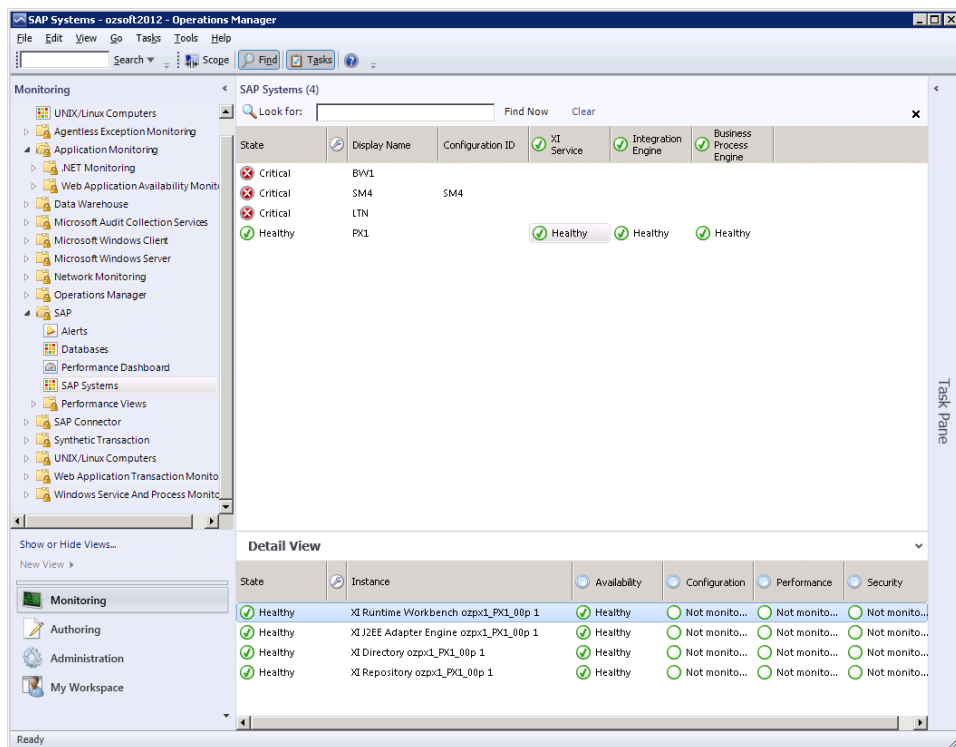 SAP Systems - ozsoft2012 - Operations Manager
File Edit View Go Tasks Tools Help
Search Scope Find Tasks
Monitoring
UNIX/Linux Computers
Agentless Exception Monitoring
Application Monitoring
.NET Monitoring
Web Application Availability Monit
Data Warehouse
Microsoft Audit Collection Services
Microsoft Windows Client
Microsoft Windows Server
Network Monitoring
Operations Manager
SAP
Alerts
Databases
Performance Dashboard
SAP Systems
Performance Views
SAP Connector
Synthetic Transaction
UNIX/Linux Computers
Web Application Transaction Monito
Windows Service And Process Monito
Show or Hide Views...
New View
Monitoring
Authoring
Administration
My Workspace
SAP Systems (4)
Look for: Find Now Clear
State Display Name Configuration ID XI Service Integration Engine Business Process Engine
Critical BW1
Critical SM4 SM4
Critical LTN
Healthy PX1 Healthy Healthy Healthy
Detail View
State Instance Availability Configuration Performance Security
Healthy XI Runtime Workbench ozpx1_PX1_00p 1 Healthy Not monito... Not monito... Not monito...
Healthy XI J2EE Adapter Engine ozpx1_PX1_00p 1 Healthy Not monito... Not monito... Not monito...
Healthy XI Directory ozpx1_PX1_00p 1 Healthy Not monito... Not monito... Not monito...
Healthy XI Repository ozpx1_PX1_00p 1 Healthy Not monito... Not monito... Not monito...
Task Pane
Ready